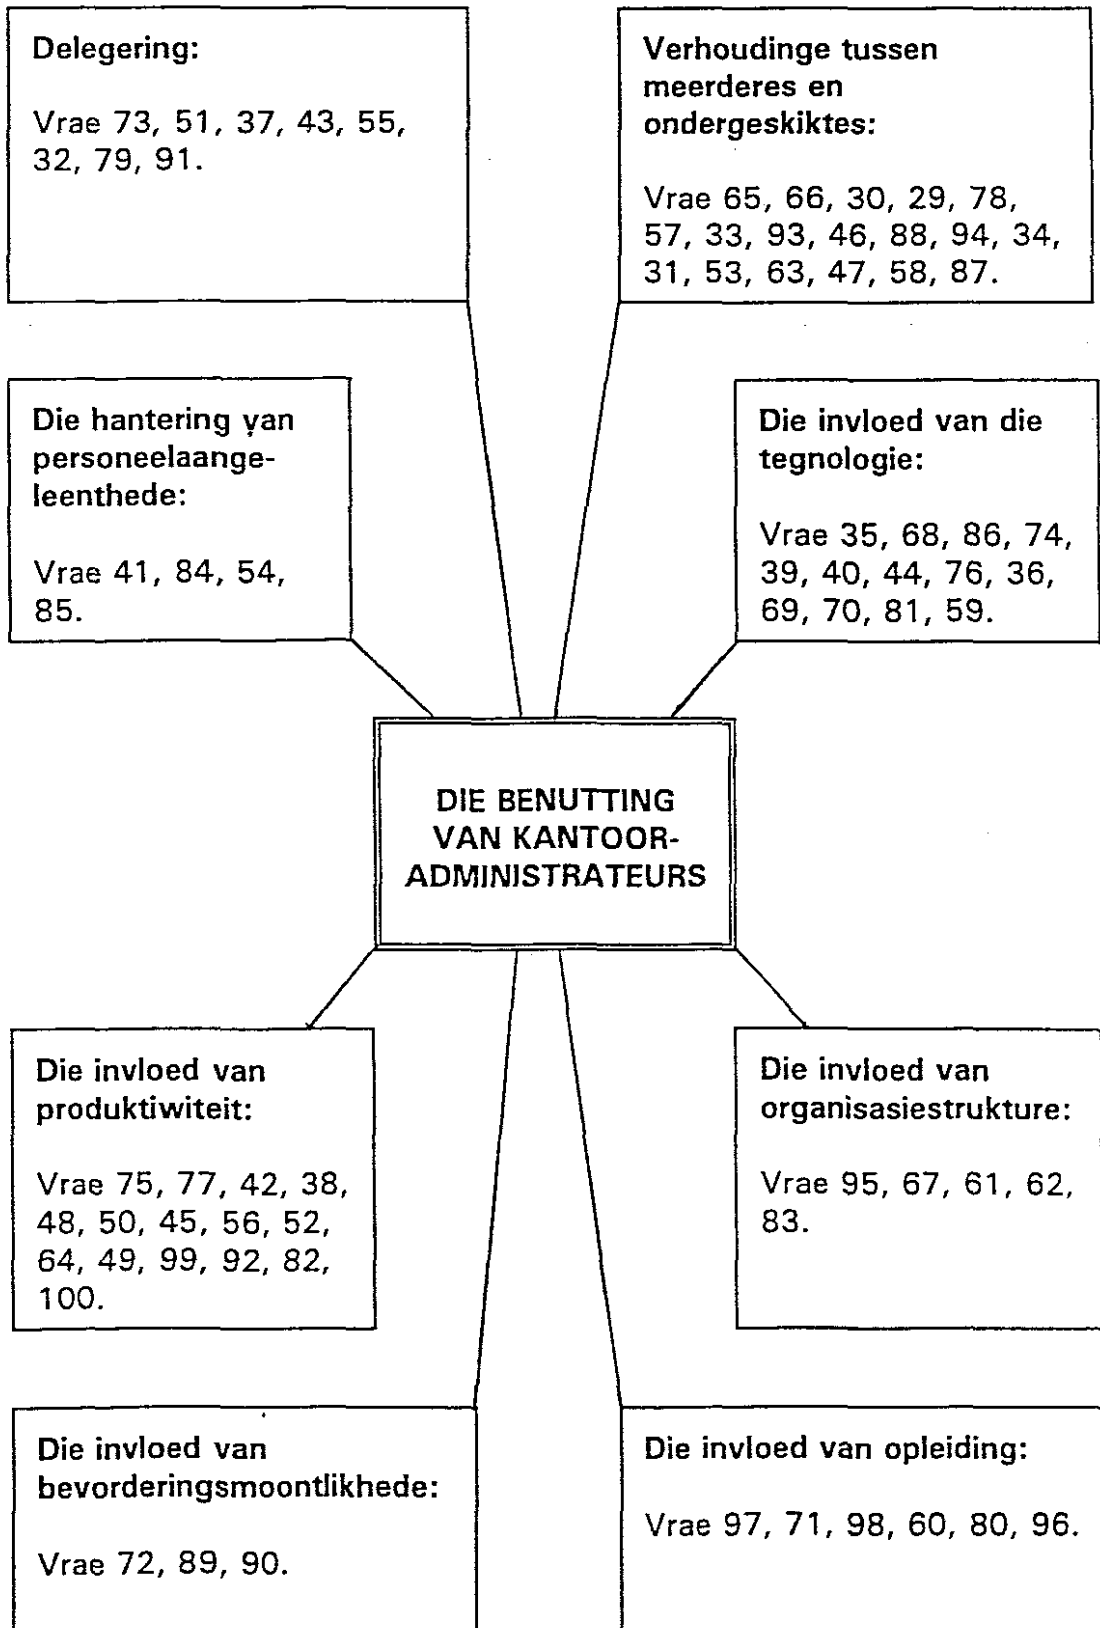 Delegering:
Vrae 73, 51, 37, 43, 55,
32, 79, 91.
Verhoudinge tussen
meerderes en
ondergeskiktes:
Vrae 65, 66, 30, 29, 78,
57, 33, 93, 46, 88, 94, 34,
31, 53, 63, 47, 58, 87.
Die hantering van
personeelaange-
leenthede:
Vrae 41, 84, 54,
85.
Die invloed van die
tegnologie:
Vrae 35, 68, 86, 74,
39, 40, 44, 76, 36,
69, 70, 81, 59.
DIE BENUTTING
VAN KANTOOR-
ADMINISTRATEURS
Die invloed van
produktiwiteit:
Vrae 75, 77, 42, 38,
48, 50, 45, 56, 52,
64, 49, 99, 92, 82,
100.
Die invloed van
organisasiestrukture:
Vrae 95, 67, 61, 62,
83.
Die invloed van
bevorderingsmoontlikhede:
Vrae 72, 89, 90.
Die invloed van opleiding:
Vrae 97, 71, 98, 60, 80, 96.